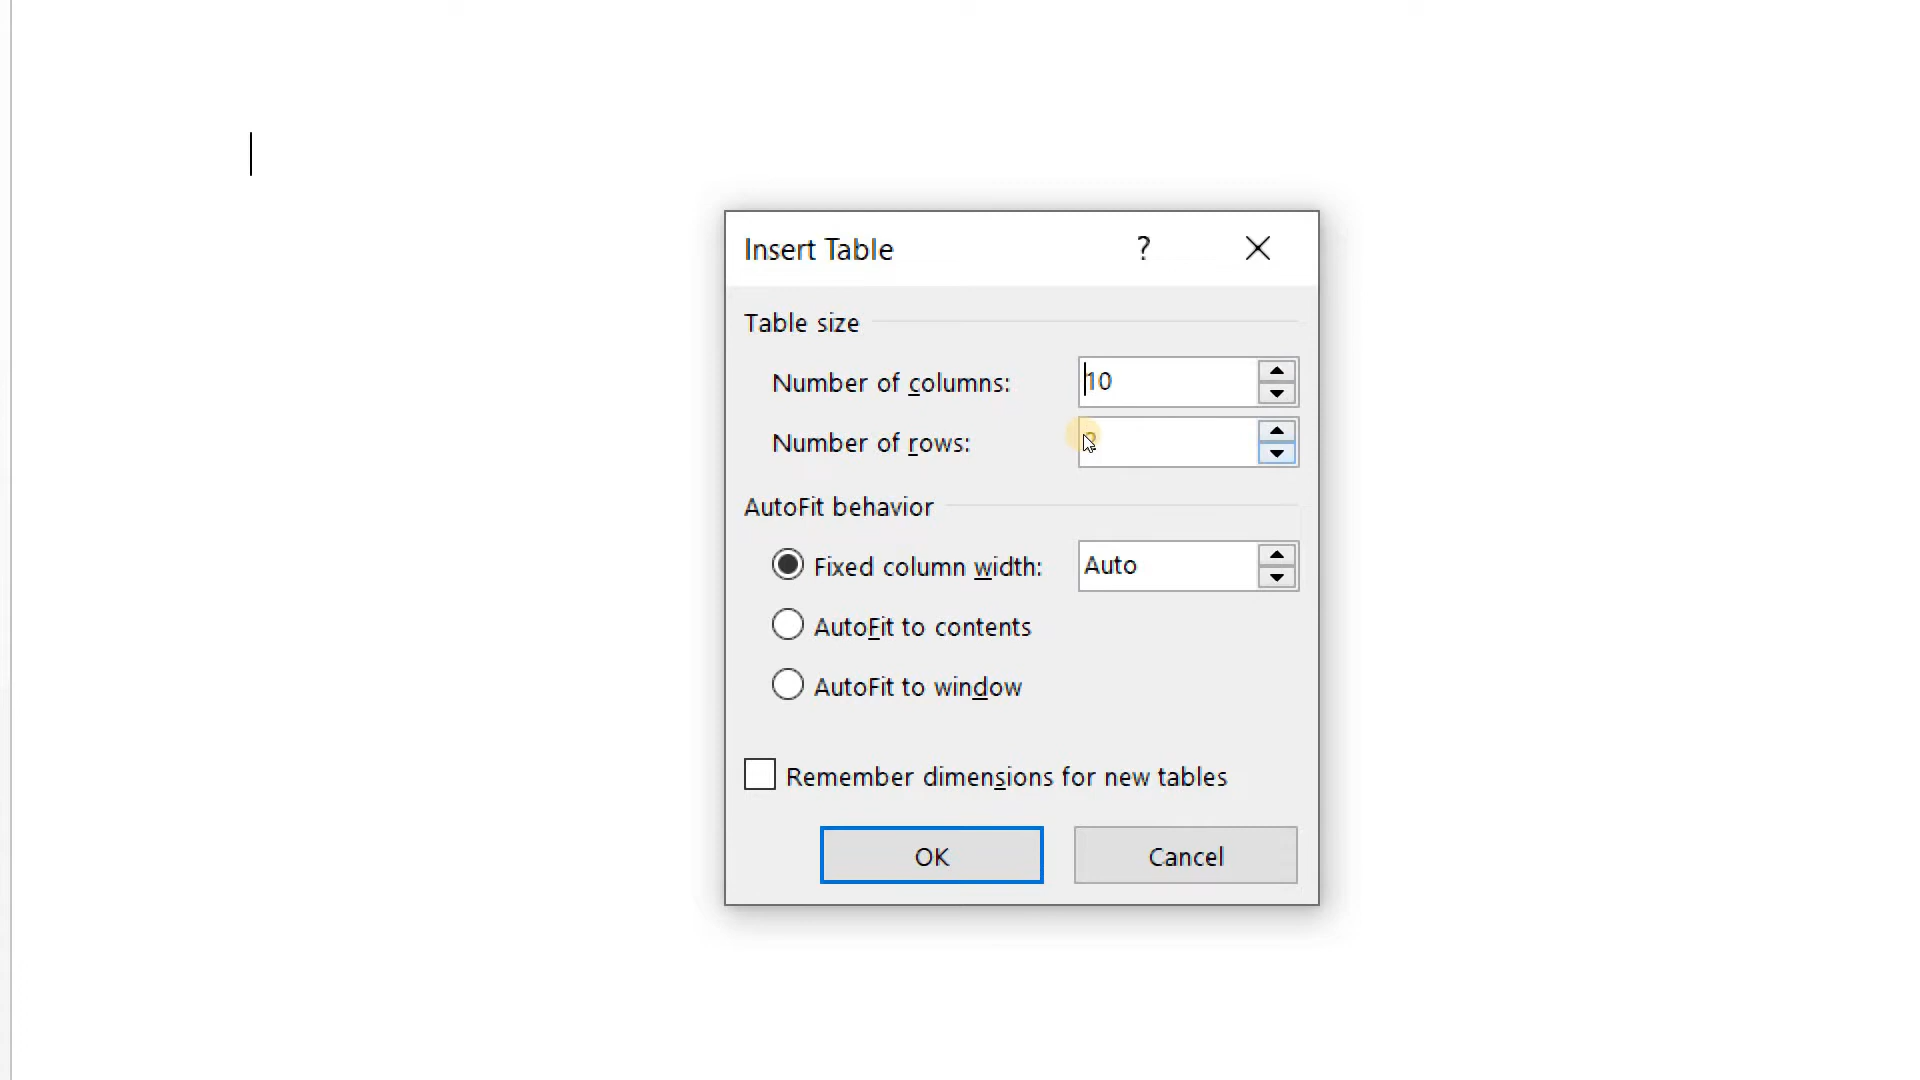 Insert Table ?
Table size
Number of columns: 10
Number of rows:
AutoFit behavior
Fixed column width: Auto
AutoFit to contents
AutoFit to window
Remember dimensions for new tables
OK Cancel